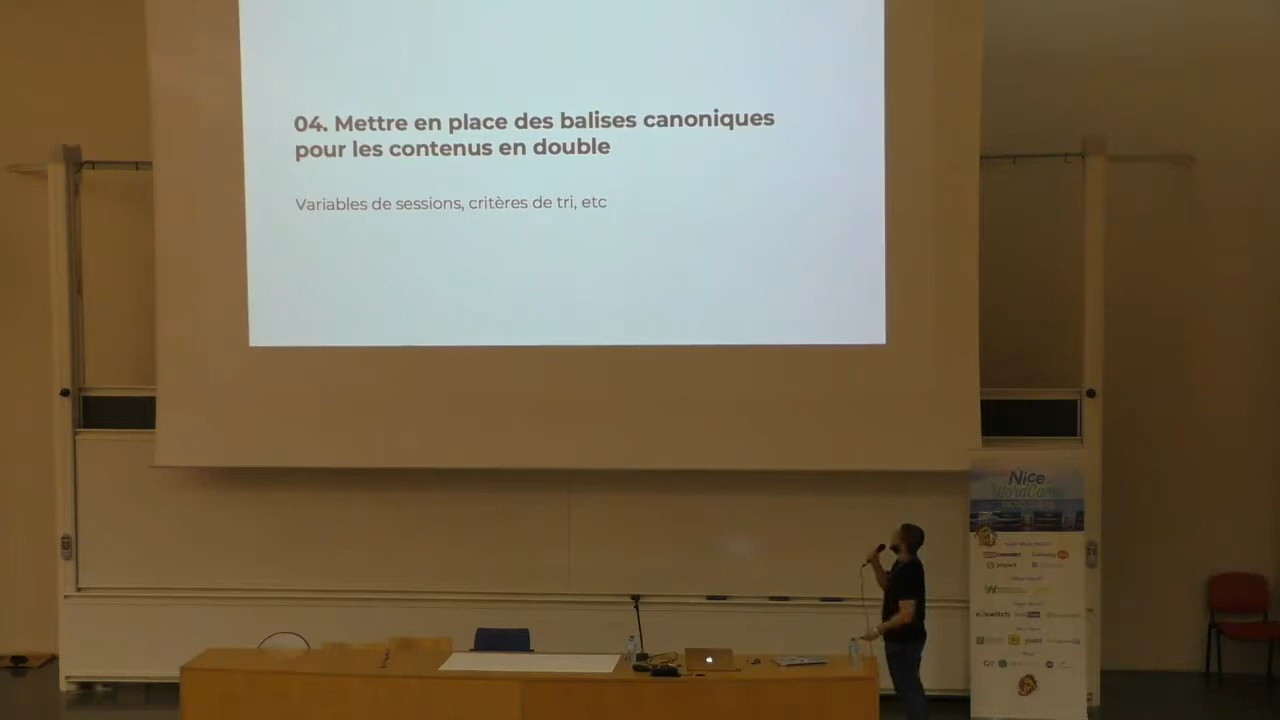 04. Mettre en place des balises canoniques
pour les contenus en double
Variables de sessions, critères de tri, etc
Nice
WordCamp